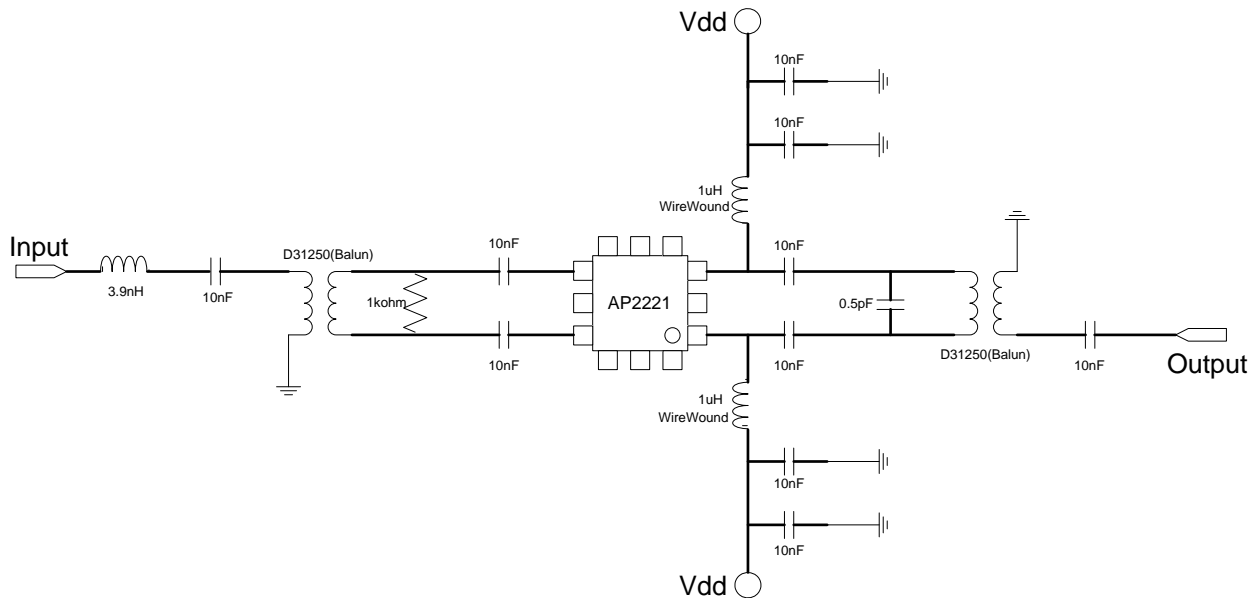 Vdd
10nF
10nF
1uH
WireWound
Input
D31250(Balun)
10nF
10nF
3.9nH
10nF
1kohm
AP2221
0.5pF
10nF
10nF
D31250(Balun)
10nF
Output
1uH
WireWound
10nF
10nF
Vdd